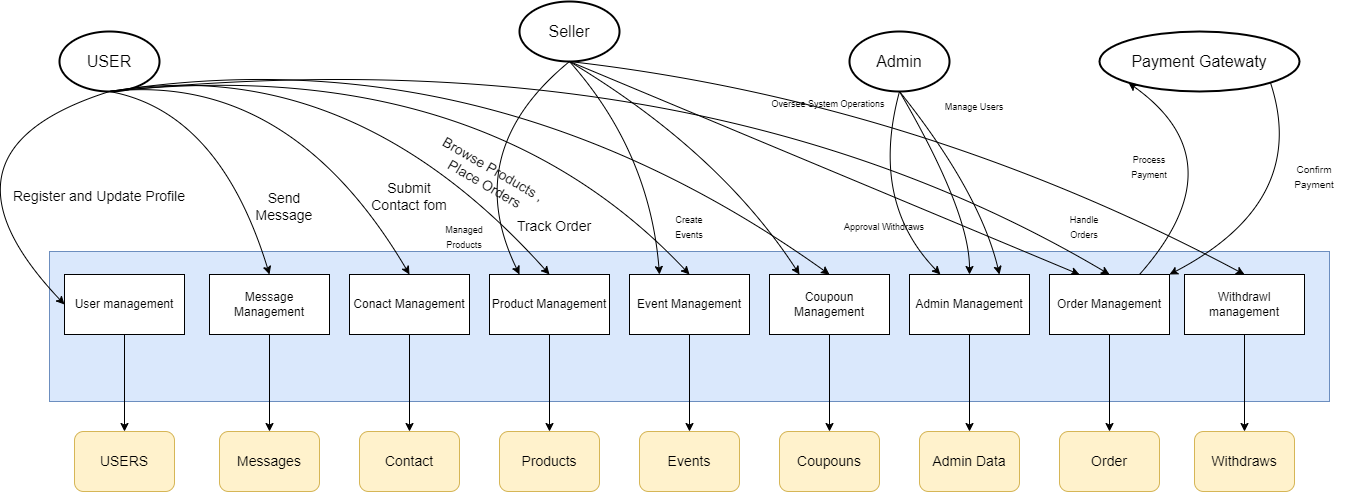 Seller
USER
Admin
Payment Gatewaty
Oversee System Operations
Manage Users
Browse Products ,
Place Orders
Process
Payment
Confirm
Payment
Register and Update Profile
Send
Message
Submit
Contact fom
Managed
Products
Track Order
Create
Events
Approval Withdraws
Handle
Orders
User management
Message
Management
Conact Management
Product Management
Event Management
Coupoun
Management
Admin Management
Order Management
Withdrawl
management
USERS
Messages
Contact
Products
Events
Coupouns
Admin Data
Order
Withdraws